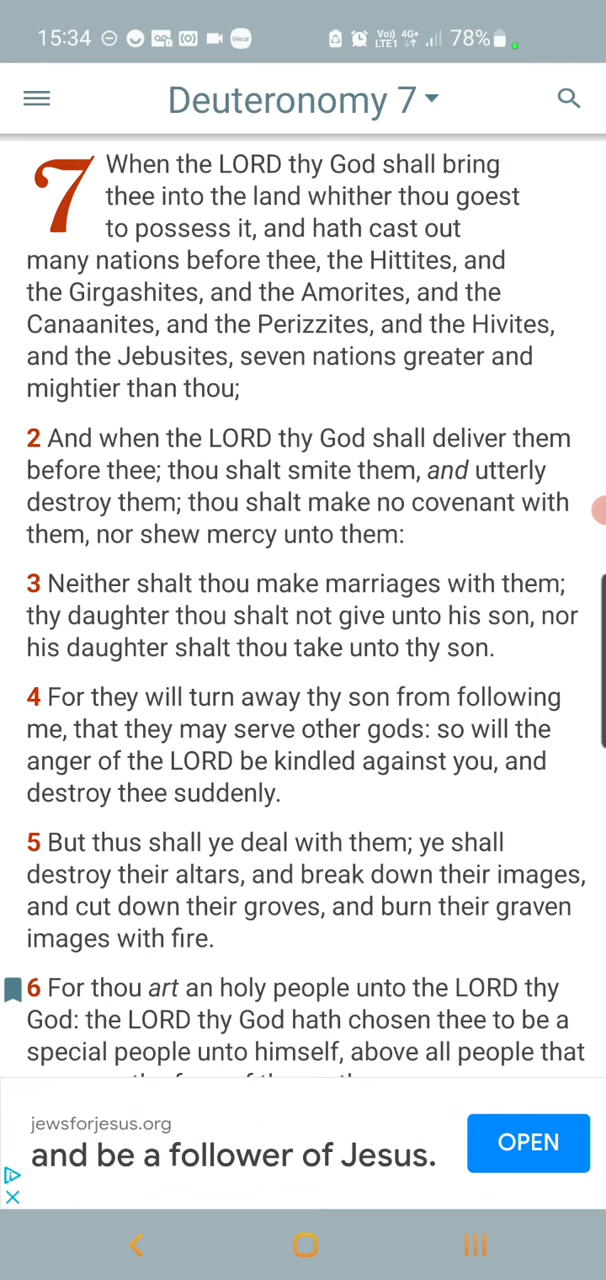 15:34
Wear
Vo)) 4G+
LTE1
78%
Deuteronomy 7
7 When the LORD thy God shall bring
thee into the land whither thou goest
to possess it, and hath cast out
many nations before thee, the Hittites, and
the Girgashites, and the Amorites, and the
Canaanites, and the Perizzites, and the Hivites,
and the Jebusites, seven nations greater and
mightier than thou;
2 And when the LORD thy God shall deliver them
before thee; thou shalt smite them, and utterly
destroy them; thou shalt make no covenant with
them, nor shew mercy unto them:
3 Neither shalt thou make marriages with them;
thy daughter thou shalt not give unto his son, nor
his daughter shalt thou take unto thy son.
4 For they will turn away thy son from following
me, that they may serve other gods: so will the
anger of the LORD be kindled against you, and
destroy thee suddenly.
5 But thus shall ye deal with them; ye shall
destroy their altars, and break down their images,
and cut down their groves, and burn their graven
images with fire.
6 For thou art an holy people unto the LORD thy
God: the LORD thy God hath chosen thee to be a
special people unto himself, above all people that
jewsforjesus.org
and be a follower of Jesus.
OPEN